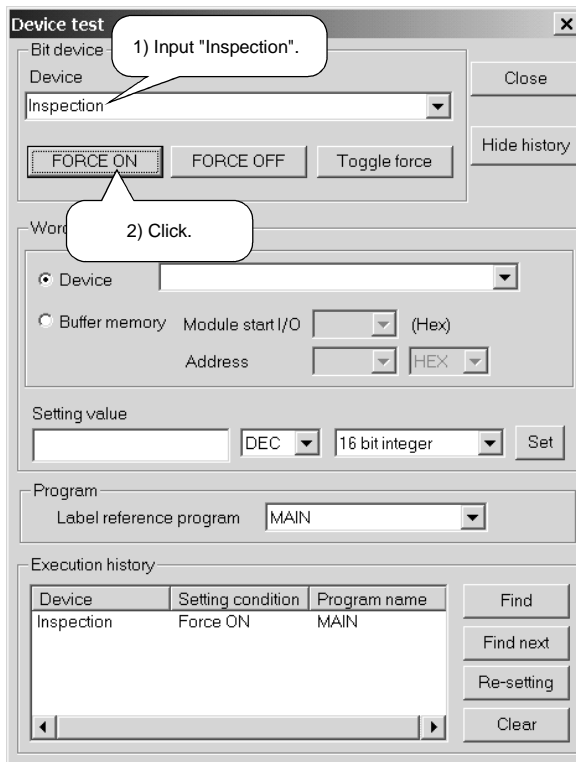 Device test
1) Input "Inspection".
Bit device
Device
Close
Inspection
Hide history
FORCE ON FORCE OFF Toggle force
2) Click.
Device
Buffer memory Module start I/O (Hex)
Address HEX
Setting value
DEC 16 bit integer Set
Program
Label reference program MAIN
Execution history
Device Setting condition Program name Find
Inspection Force ON MAIN
Find next
Re-setting
Clear